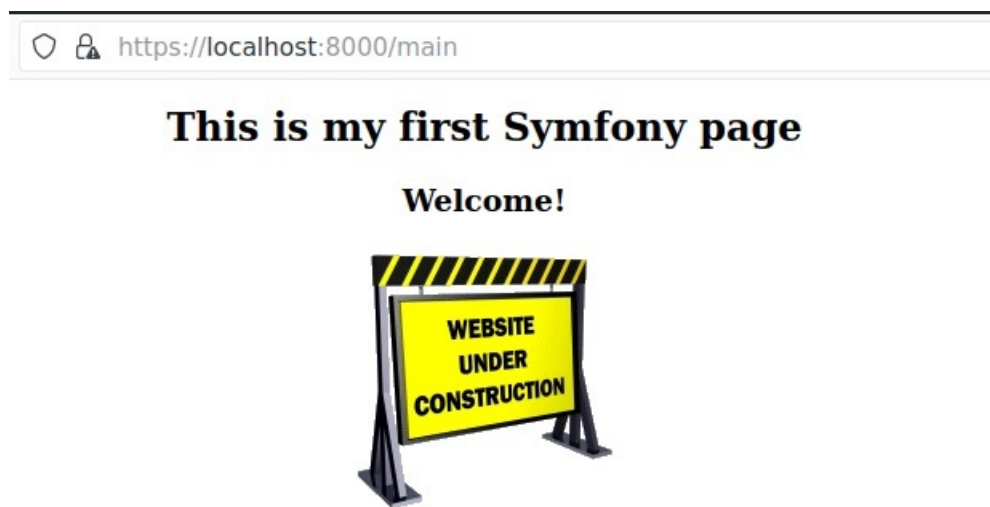 https://localhost:8000/main
This is my first Symfony page
Welcome!
WEBSITE
UNDER
CONSTRUCTION